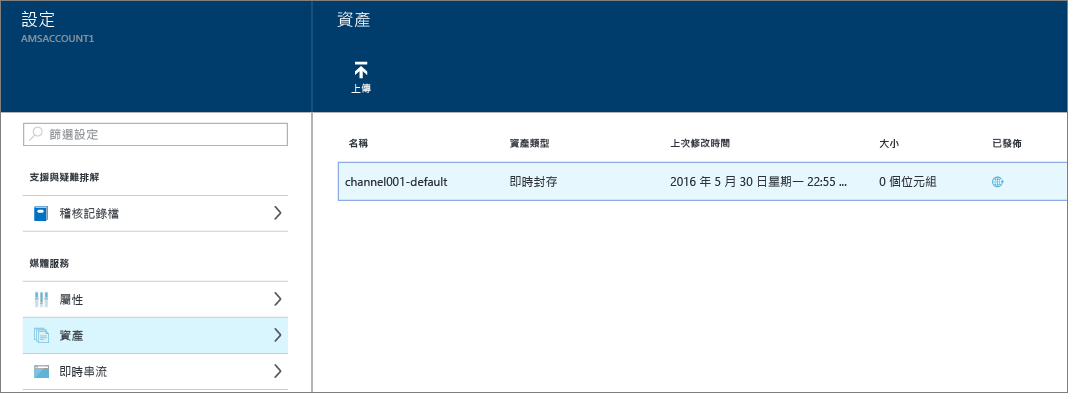 設定
AMSACCOUNT1
篩選設定
支援與疑難排解
稽核記錄檔
媒體服務
屬性
資產
即時串流
資產
上傳
名稱 資產類型 上次修改時間 大小 已發佈
channel001-default 即時封存 2016 年 5 月 30 日星期一 22:55 ... 0 個位元組